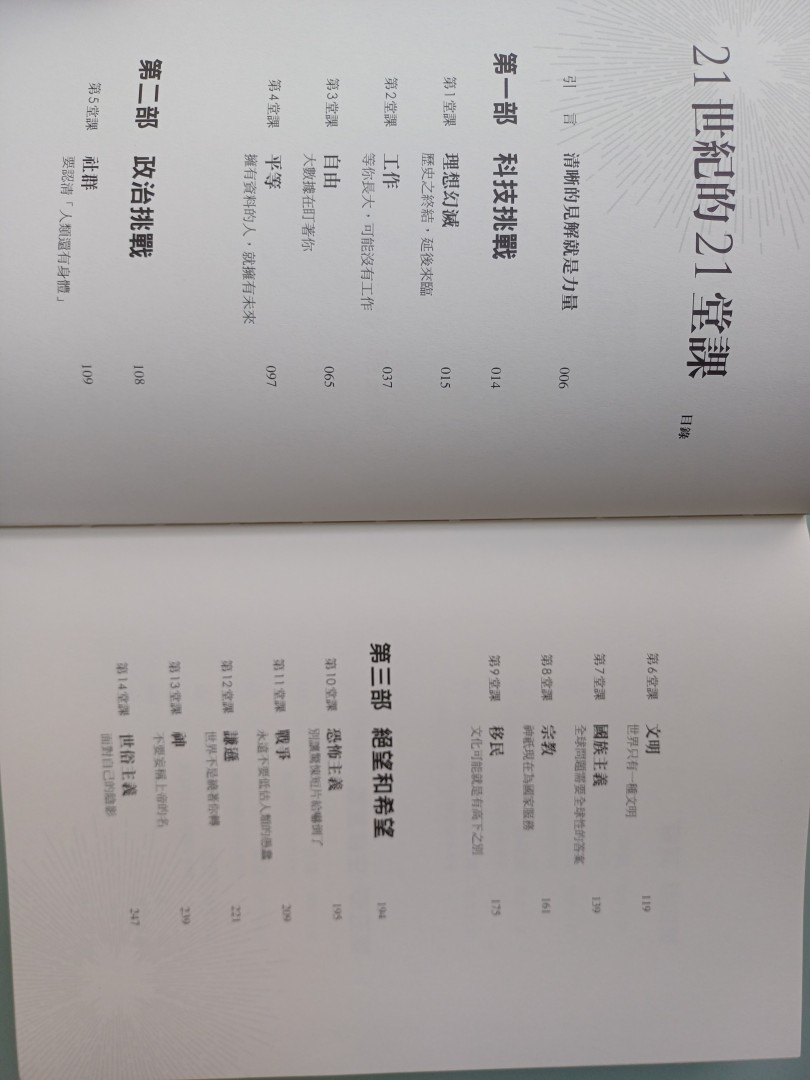 21 世紀的 21 堂課 目錄
引言 清晰的見解就是力量 006
第一部 科技挑戰 014
第1堂課 理想幻滅 015
歷史之終結,延後來臨
第2堂課 工作 037
等你長大,可能沒有工作
第3堂課 自由 065
大數據在盯著你
第4堂課 平等 097
擁有資料的人,就擁有未來
第二部 政治挑戰 108
第5堂課 社群 109
要認清「人類還有身體」
第6堂課 文明 119
世界只有一種文明
第7堂課 國族主義 139
全球問題需要全球性的答案
第8堂課 宗教 161
神祇現在為國家服務
第9堂課 移民 175
文化可能就是有高下之別
第三部 絕望和希望 194
第10堂課 恐怖主義 195
別讓驚悚短片給嚇慣了
第11堂課 戰爭 209
永遠不要低估人類的愚蠢
第12堂課 謙遜 221
世界不是繞著你轉
第13堂課 神 239
不要妄稱上帝的名
第14堂課 世俗主義 247
面對自己的陰影